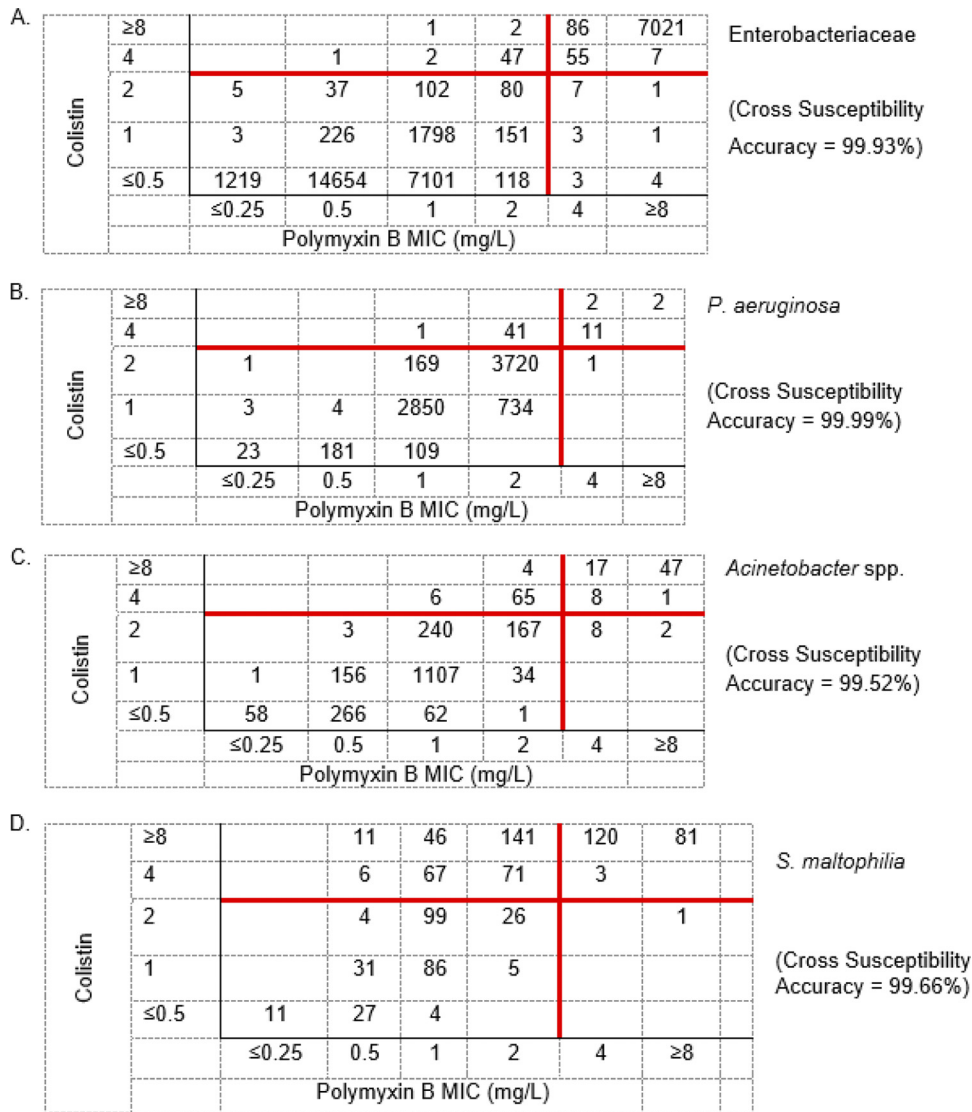 A.
≥8 1 2 86 7021
Enterobacteriaceae
4 1 2 47 55 7
2 5 37 102 80 7 1
(Cross Susceptibility
Colistin
1 3 226 1798 151 3 1
Accuracy = 99.93%)
≤0.5 1219 14654 7101 118 3 4
≤0.25 0.5 1 2 4 ≥8
Polymyxin B MIC (mg/L)
B.
≥8 2 2
P. aeruginosa
4 1 41 11
2 1 169 3720 1
(Cross Susceptibility
Colistin
1 3 4 2850 734
Accuracy = 99.99%)
≤0.5 23 181 109
≤0.25 0.5 1 2 4 ≥8
Polymyxin B MIC (mg/L)
C.
≥8 4 17 47
Acinetobacter spp.
4 6 65 8 1
2 3 240 167 8 2
(Cross Susceptibility
Colistin
1 1 156 1107 34
Accuracy = 99.52%)
≤0.5 58 266 62 1
≤0.25 0.5 1 2 4 ≥8
Polymyxin B MIC (mg/L)
D.
≥8 11 46 141 120 81
S. maltophilia
4 6 67 71 3
2 4 99 26 1
Colistin
(Cross Susceptibility
1 31 86 5
Accuracy = 99.66%)
≤0.5 11 27 4
≤0.25 0.5 1 2 4 ≥8
Polymyxin B MIC (mg/L)